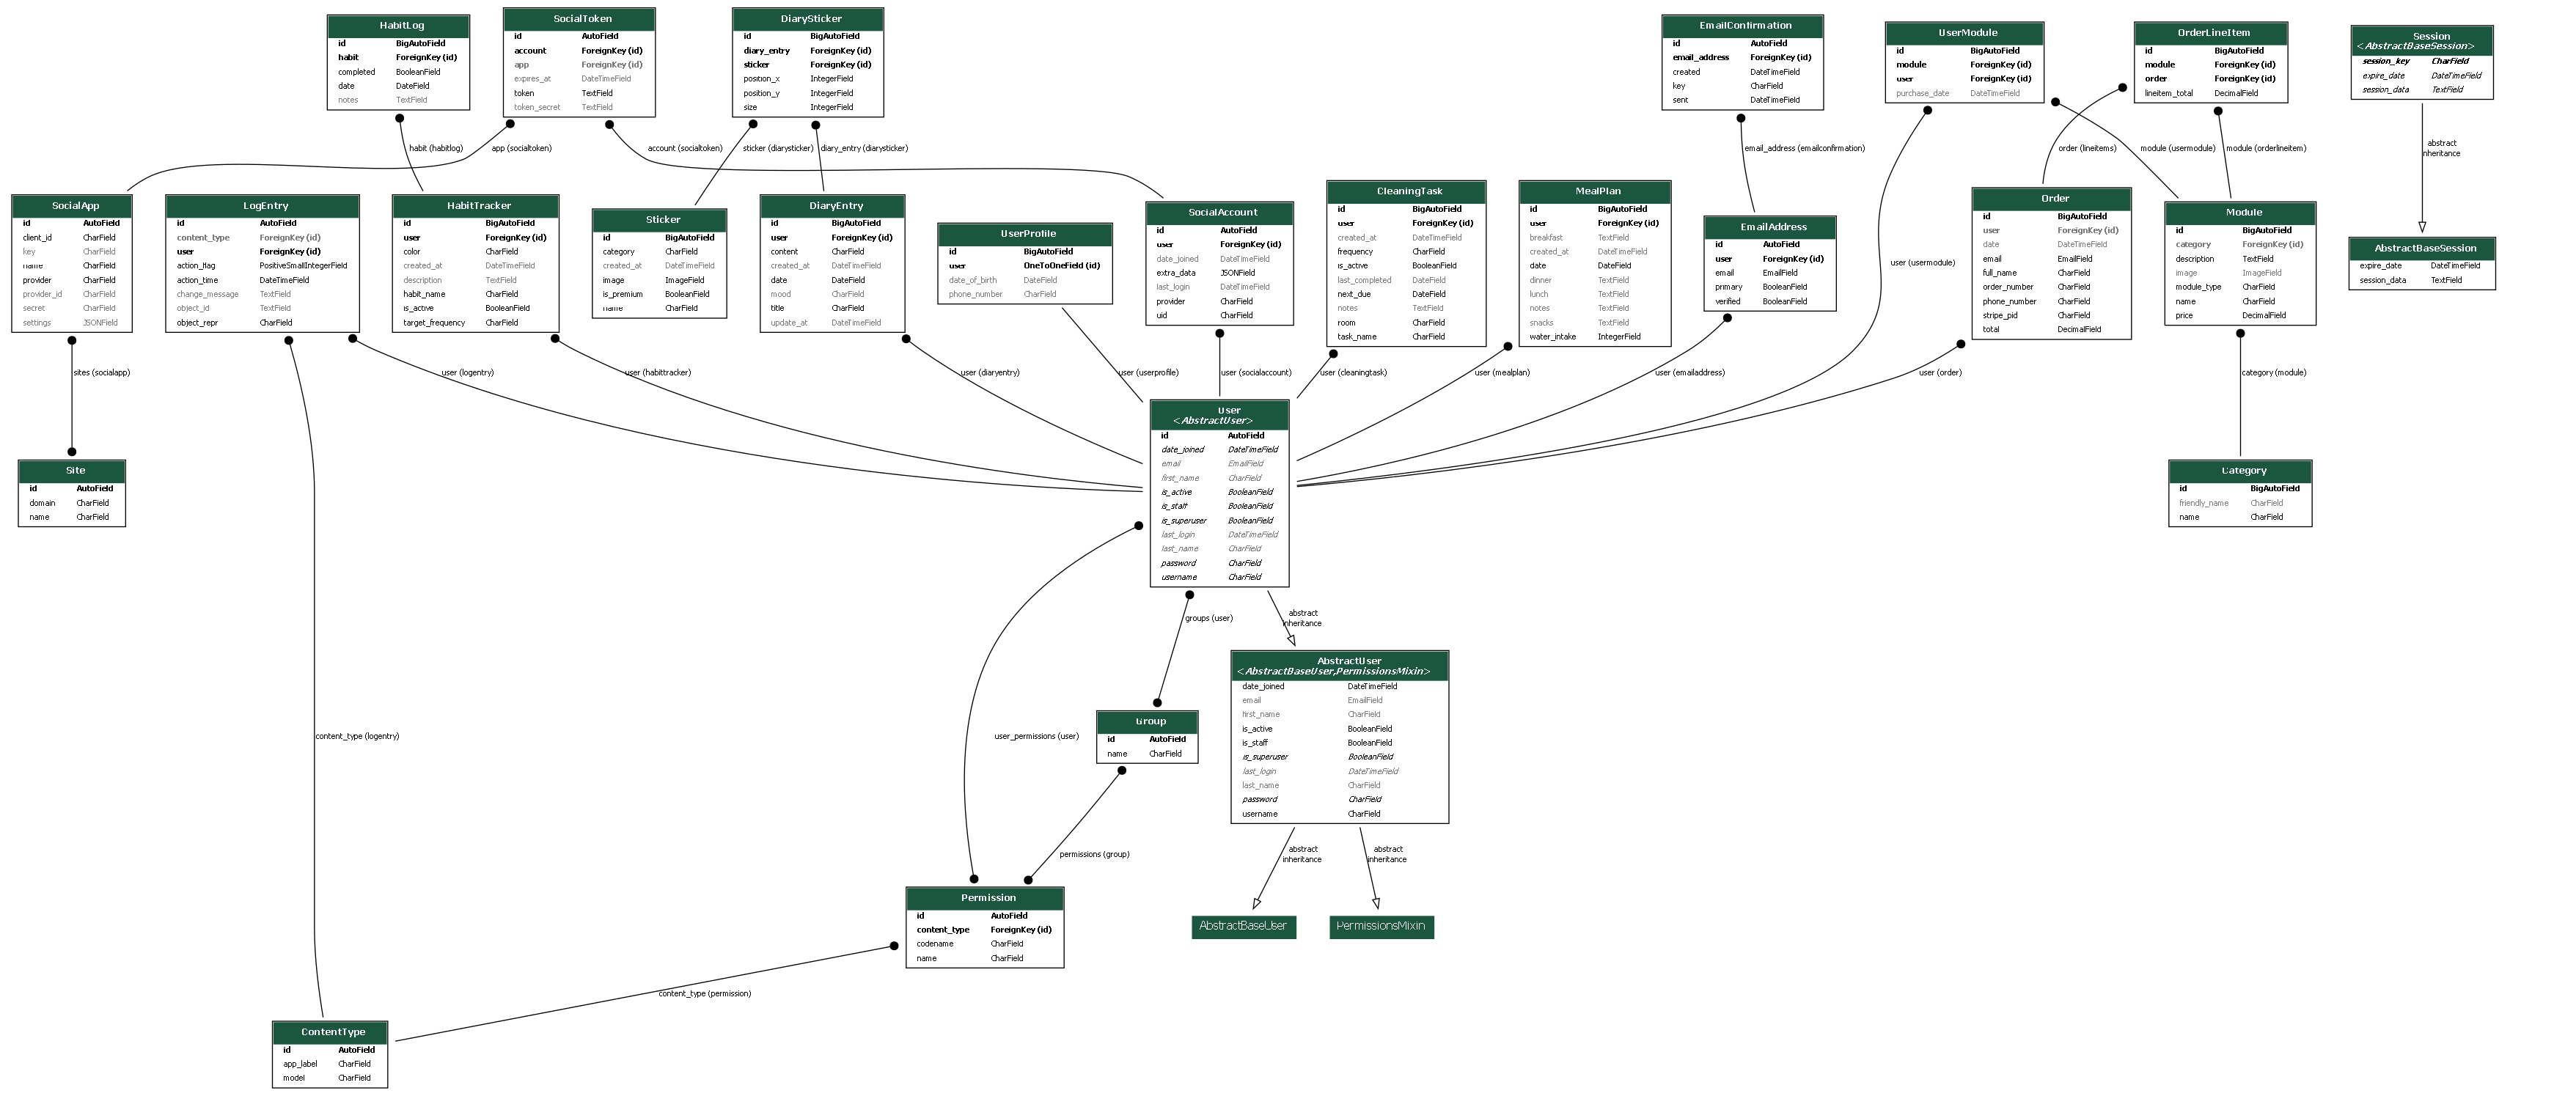 HabitLog
id BigAutoField
habit ForeignKey (id)
completed BooleanField
date DateField
notes TextField
SocialToken
id AutoField
account ForeignKey (id)
app ForeignKey (id)
expires_at DateTimeField
token TextField
token_secret TextField
DiarySticker
id BigAutoField
diary_entry ForeignKey (id)
sticker ForeignKey (id)
position_x IntegerField
position_y IntegerField
size IntegerField
EmailConfirmation
id AutoField
email_address ForeignKey (id)
created DateTimeField
key CharField
sent DateTimeField
UserModule
id BigAutoField
module ForeignKey (id)
user ForeignKey (id)
purchase_date DateTimeField
OrderLineItem
id BigAutoField
module ForeignKey (id)
order ForeignKey (id)
lineitem_total DecimalField
Session
<AbstractBaseSession>
session_key CharField
expire_date DateTimeField
session_data TextField
habit (habitlog)
app (socialtoken)
account (socialtoken)
sticker (diarysticker)
diary_entry (diarysticker)
email_address (emailconfirmation)
user (usermodule)
order (lineitems)
module (usermodule)
module (orderlineitem)
abstract
inheritance
SocialApp
id AutoField
client_id CharField
key CharField
name CharField
provider CharField
provider_id CharField
secret CharField
settings JSONField
LogEntry
id AutoField
content_type ForeignKey (id)
user ForeignKey (id)
action_flag PositiveSmallIntegerField
action_time DateTimeField
change_message TextField
object_id TextField
object_repr CharField
HabitTracker
id BigAutoField
user ForeignKey (id)
color CharField
created_at DateTimeField
description TextField
habit_name CharField
is_active BooleanField
target_frequency CharField
Sticker
id BigAutoField
category CharField
created_at DateTimeField
image ImageField
is_premium BooleanField
name CharField
DiaryEntry
id BigAutoField
user ForeignKey (id)
content CharField
created_at DateTimeField
date DateField
mood CharField
title CharField
update_at DateTimeField
UserProfile
id BigAutoField
user OneToOneField (id)
date_of_birth DateField
phone_number CharField
SocialAccount
id AutoField
user ForeignKey (id)
date_joined DateTimeField
extra_data JSONField
last_login DateTimeField
provider CharField
uid CharField
CleaningTask
id BigAutoField
user ForeignKey (id)
created_at DateTimeField
frequency CharField
is_active BooleanField
last_completed DateField
next_due DateField
notes TextField
room CharField
task_name CharField
MealPlan
id BigAutoField
user ForeignKey (id)
breakfast TextField
created_at DateTimeField
date DateField
dinner TextField
lunch TextField
notes TextField
snacks TextField
water_intake IntegerField
EmailAddress
id AutoField
user ForeignKey (id)
email EmailField
primary BooleanField
verified BooleanField
Order
id BigAutoField
user ForeignKey (id)
date DateTimeField
email EmailField
full_name CharField
order_number CharField
phone_number CharField
stripe_pid CharField
total DecimalField
Module
id BigAutoField
category ForeignKey (id)
description TextField
image ImageField
module_type CharField
name CharField
price DecimalField
AbstractBaseSession
expire_date DateTimeField
session_data TextField
sites (socialapp)
user (logentry)
user (habittracker)
user (diaryentry)
user (userprofile)
user (socialaccount)
user (cleaningtask)
user (mealplan)
user (emailaddress)
user (order)
category (module)
Site
id AutoField
domain CharField
name CharField
User
<AbstractUser>
id AutoField
date_joined DateTimeField
email EmailField
first_name CharField
is_active BooleanField
is_staff BooleanField
is_superuser BooleanField
last_login DateTimeField
last_name CharField
password CharField
username CharField
Category
id BigAutoField
friendly_name CharField
name CharField
groups (user)
abstract
inheritance
content_type (logentry)
user_permissions (user)
Group
id AutoField
name CharField
AbstractUser
<AbstractBaseUser,PermissionsMixin>
date_joined DateTimeField
email EmailField
first_name CharField
is_active BooleanField
is_staff BooleanField
is_superuser BooleanField
last_login DateTimeField
last_name CharField
password CharField
username CharField
permissions (group)
abstract
inheritance
abstract
inheritance
Permission
id AutoField
content_type ForeignKey (id)
codename CharField
name CharField
AbstractBaseUser
PermissionsMixin
content_type (permission)
ContentType
id AutoField
app_label CharField
model CharField